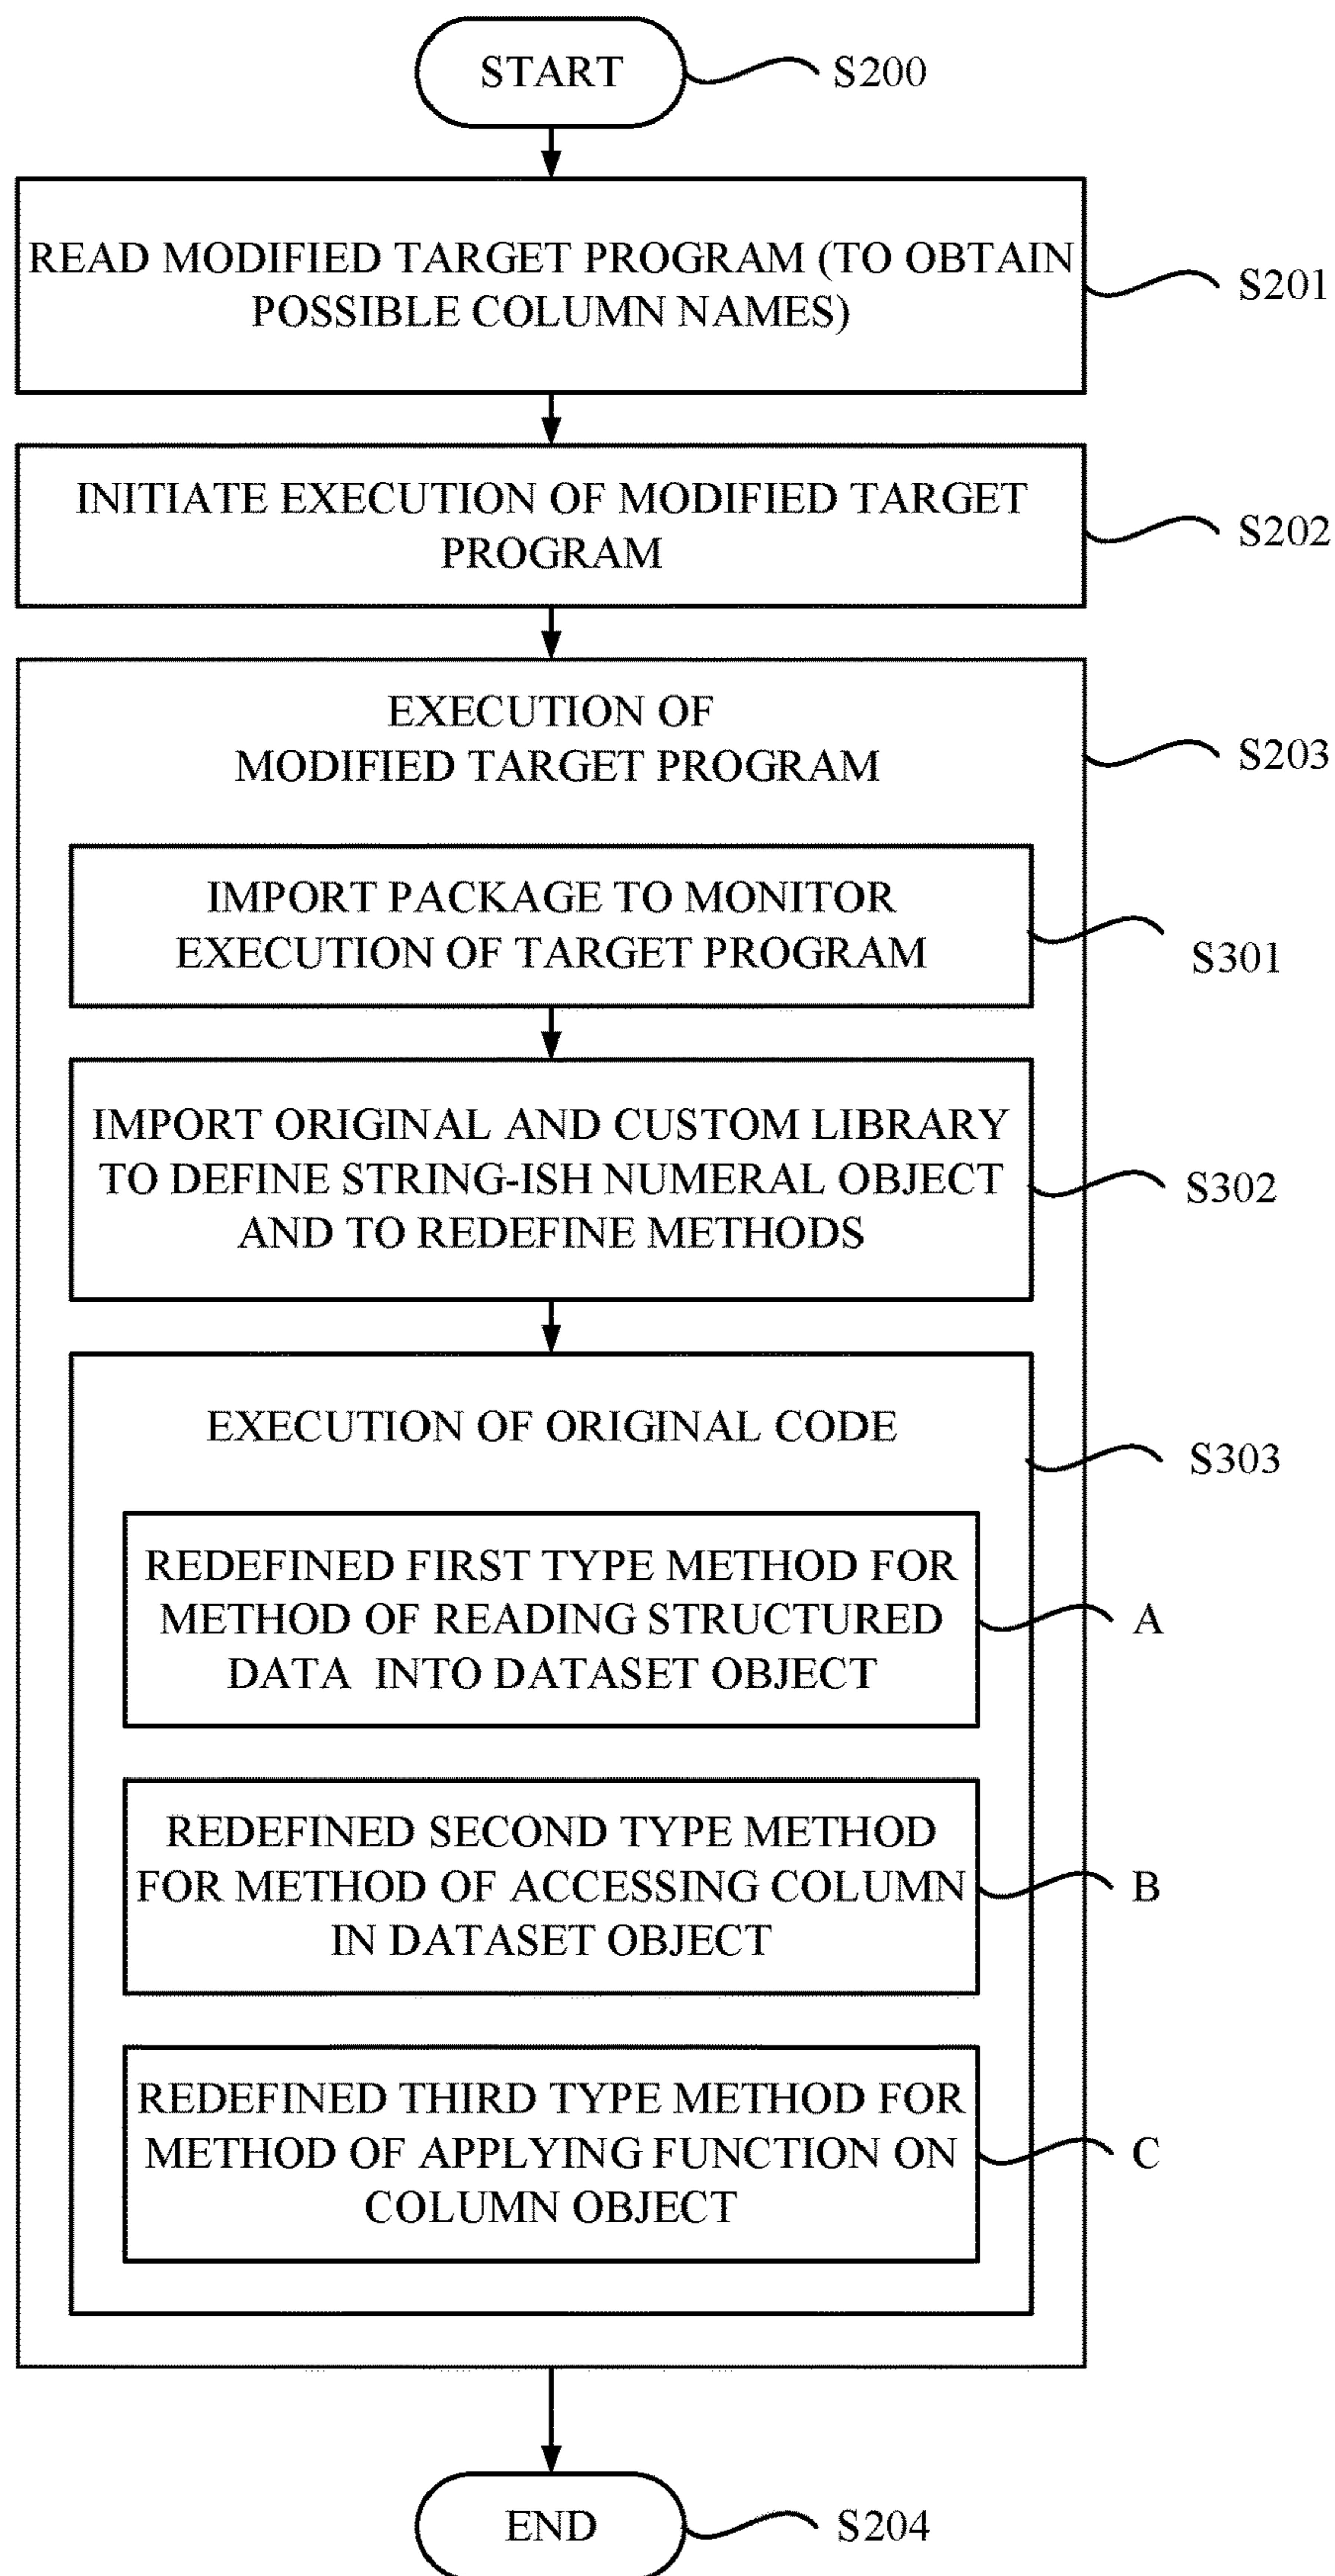 START
S200
READ MODIFIED TARGET PROGRAM (TO OBTAIN
POSSIBLE COLUMN NAMES)
S201
INITIATE EXECUTION OF MODIFIED TARGET
PROGRAM
S202
EXECUTION OF
MODIFIED TARGET PROGRAM
S203
IMPORT PACKAGE TO MONITOR
EXECUTION OF TARGET PROGRAM
S301
IMPORT ORIGINAL AND CUSTOM LIBRARY
TO DEFINE STRING-ISH NUMERAL OBJECT
AND TO REDEFINE METHODS
S302
EXECUTION OF ORIGINAL CODE
S303
REDEFINED FIRST TYPE METHOD FOR
METHOD OF READING STRUCTURED
DATA INTO DATASET OBJECT
A
REDEFINED SECOND TYPE METHOD
FOR METHOD OF ACCESSING COLUMN
IN DATASET OBJECT
B
REDEFINED THIRD TYPE METHOD FOR
METHOD OF APPLYING FUNCTION ON
COLUMN OBJECT
C
END
S204